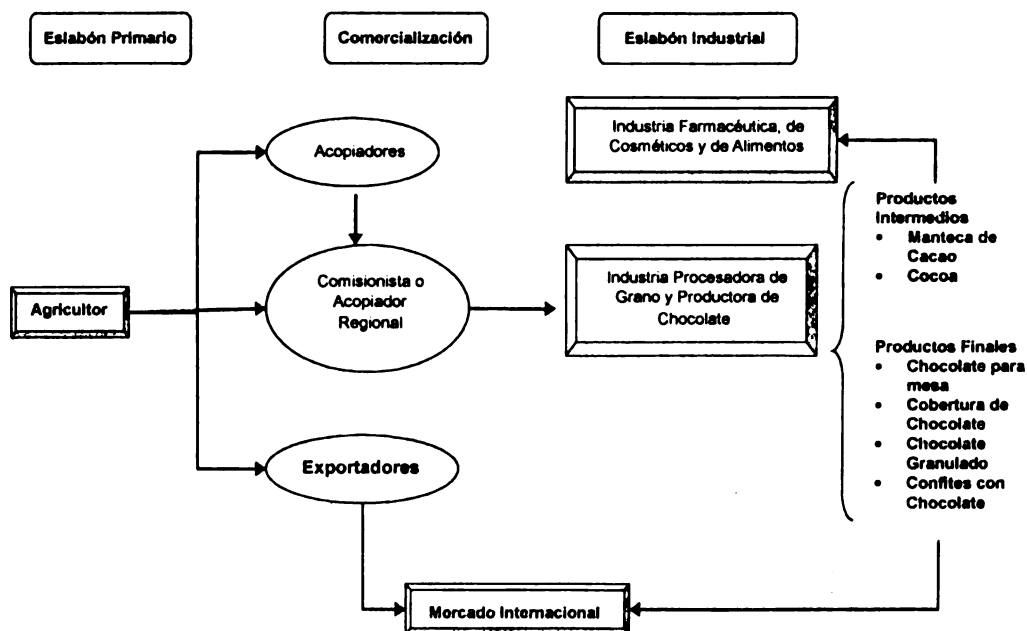 Eslabón Primario
Comercialización
Eslabón Industrial
Industria Farmacéutica, de
Cosméticos y de Alimentos
Acopiadores
Productos
Intermedios
• Manteca de
Cacao
• Cocoa
Comisionista o
Acopiador
Regional
Industria Procesadora de
Grano y Productora de
Chocolate
Agricultor
Productos Finales
• Chocolate para
mesa
• Cobertura de
Chocolate
• Chocolate
Granulado
• Confites con
Chocolate
Exportadores
Mercado Internacional